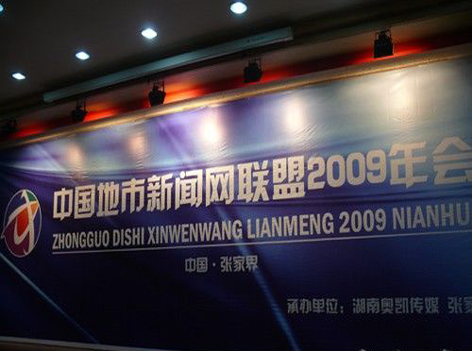 中国地市新闻网联盟2009年会
ZHONGGUO DISHI XINWENWANG LIANMENG 2009 NIANHU
中国·张家界
承办单位：湖南奥凯传媒 张家